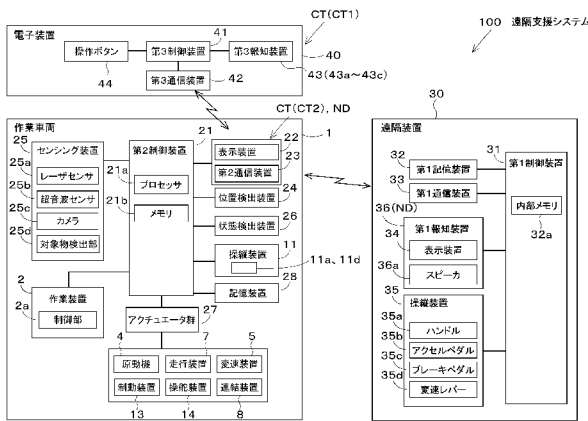 100 遠隔支援システム
電子装置
CT(CT1)
操作ボタン
44
第3制御装置
41
第3報知装置
40
43(43a～43c)
第3通信装置
42
作業車両
1
CT(CT2), ND
センシング装置
25
25a
レーザセンサ
25b
超音波センサ
25c
カメラ
25d
対象物検出部
第2制御装置
21
21a
プロセッサ
21b
メモリ
表示装置
22
第2通信装置
23
位置検出装置
24
状態検出装置
26
操縦装置
11
11a、11d
記憶装置
28
作業装置
2
2a
制御部
アクチュエータ群
27
4
原動機
7
走行装置
5
変速装置
制動装置
13
操舵装置
14
連結装置
8
30
遠隔装置
32
第1記憶装置
33
第1通信装置
31
第1制御装置
内部メモリ
32a
36(ND)
第1報知装置
34
表示装置
36a
スピーカ
35
操縦装置
35a
ハンドル
35b
アクセルペダル
35c
ブレーキペダル
35d
変速レバー